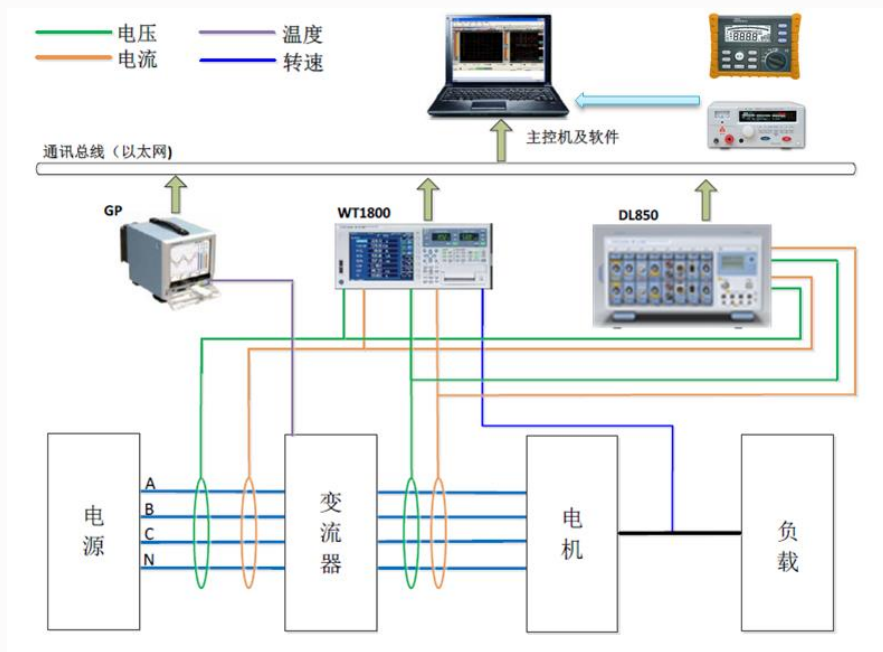 电压
温度
电流
转速
主控机及软件
通讯总线（以太网)
GP
WT1800
DL850
A
B
C
N
电源
变流器
电机
负载